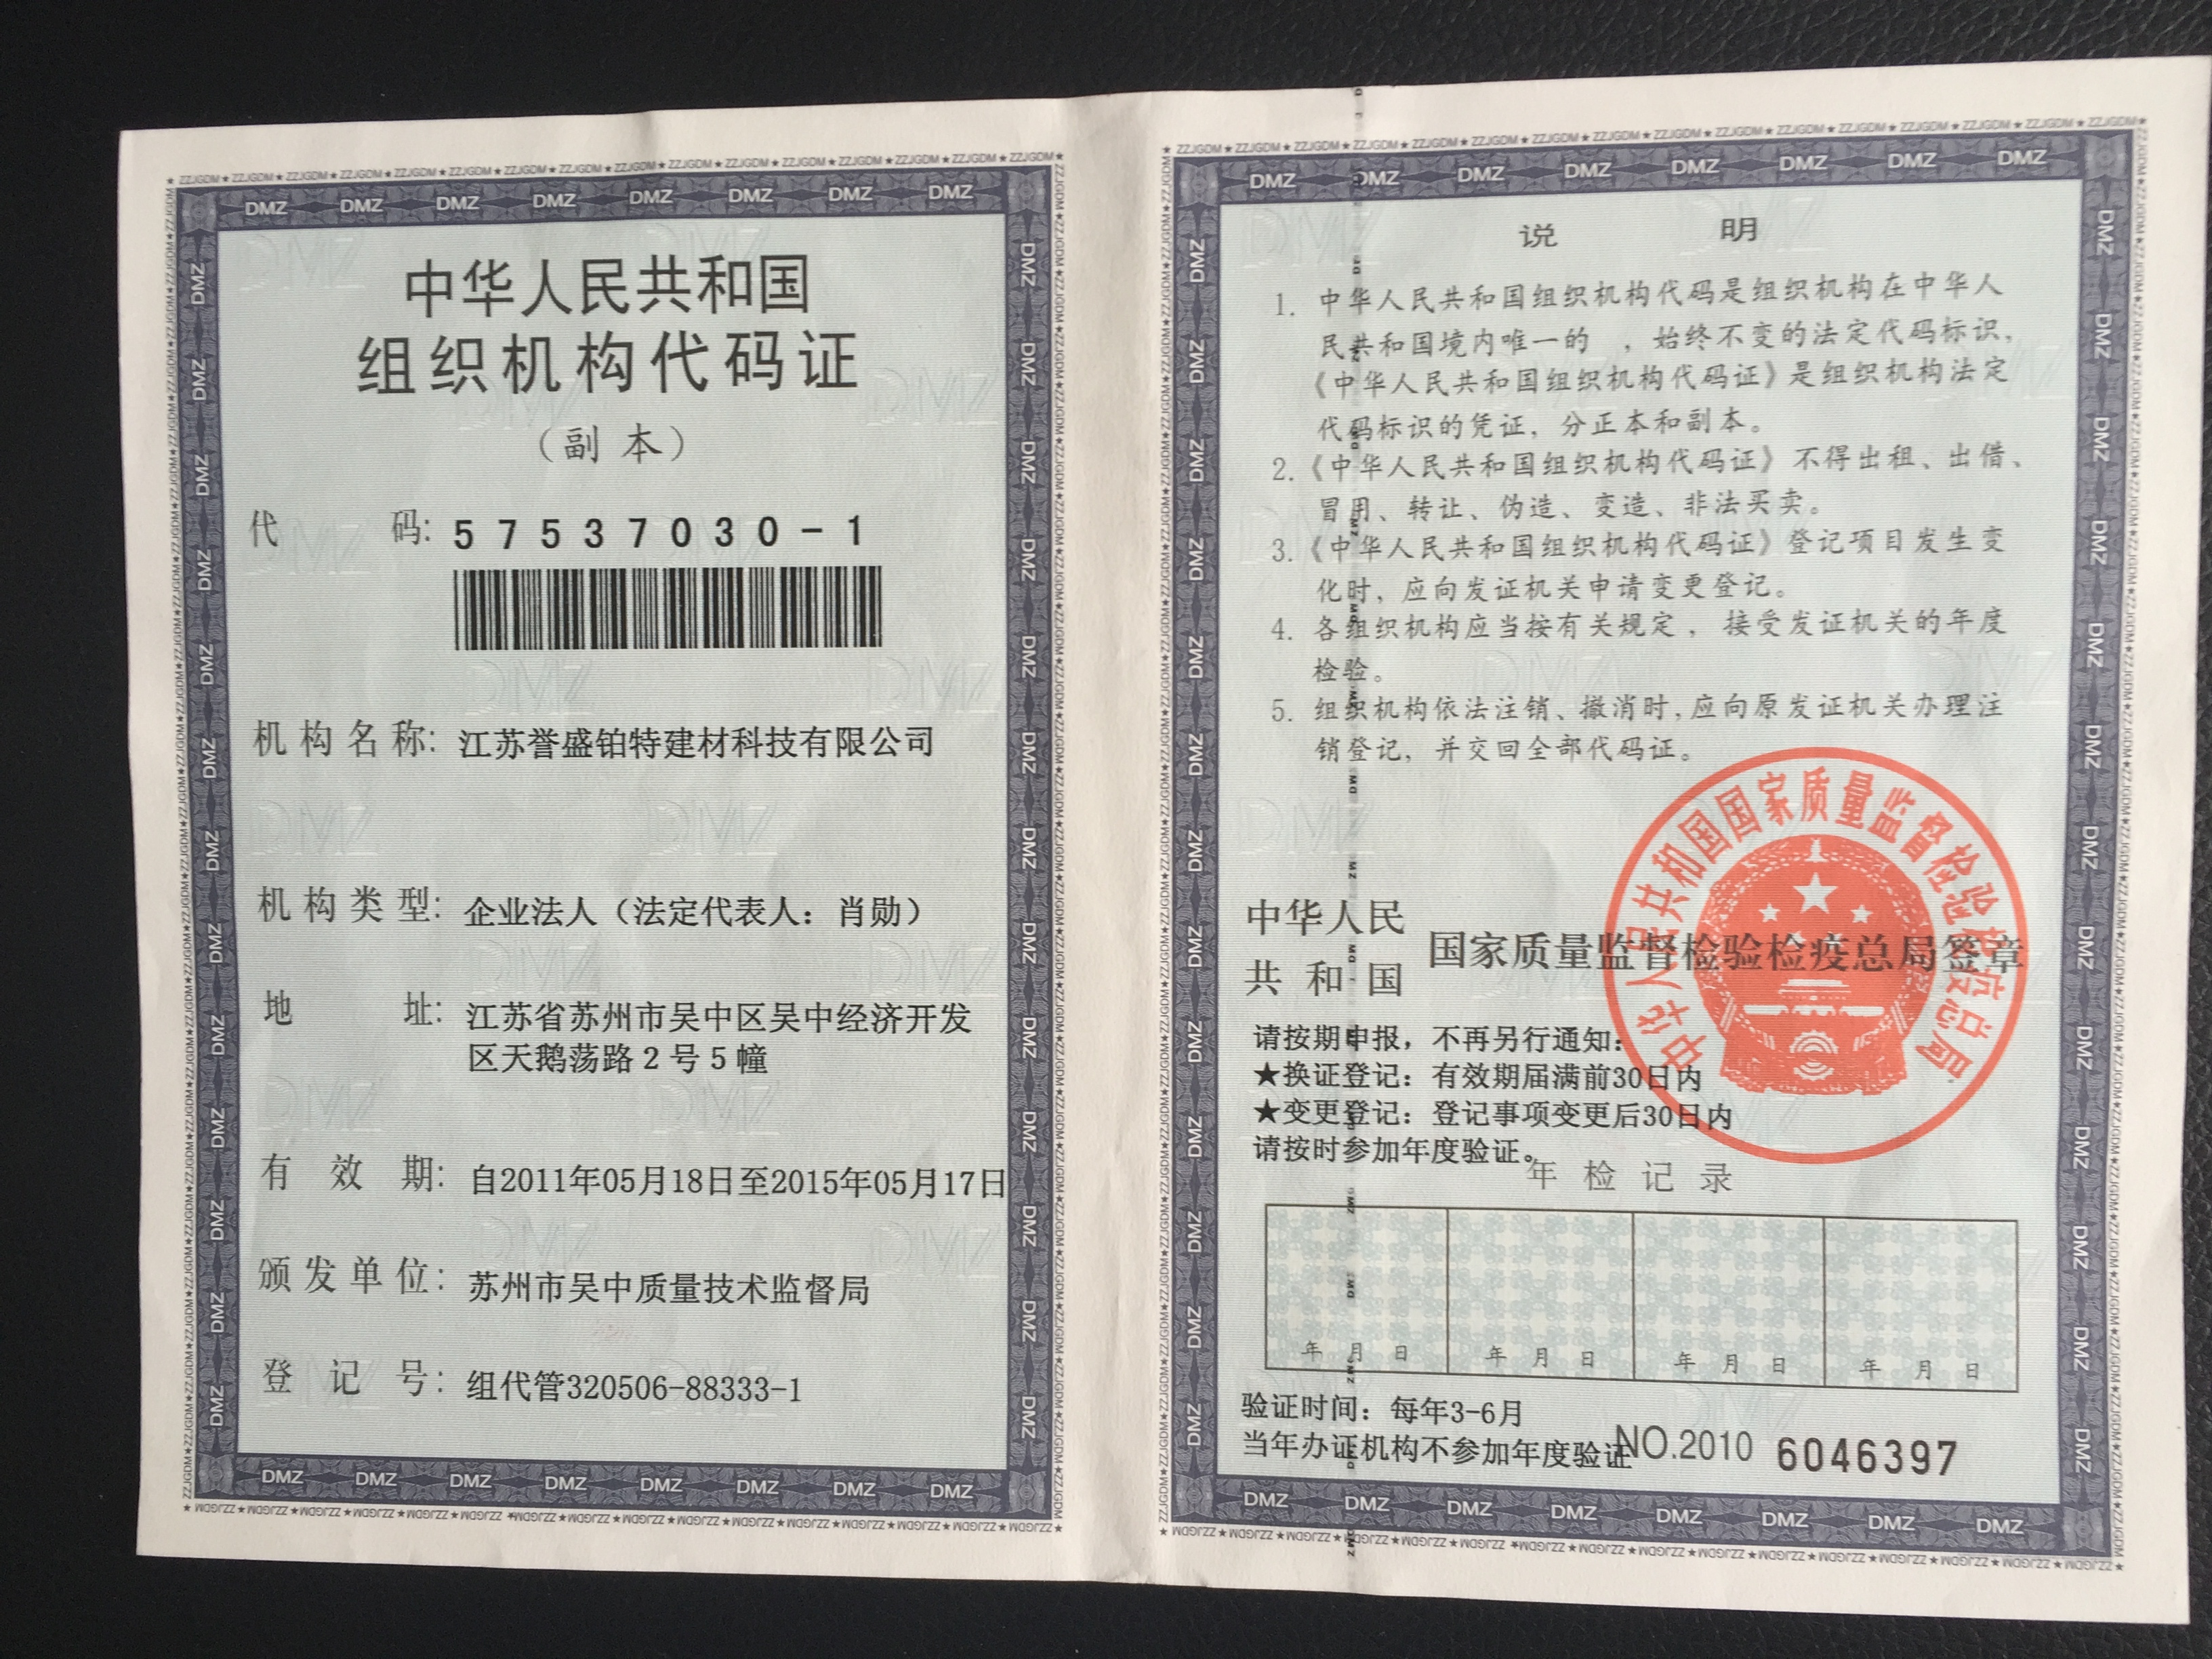 中华人民共和国
组织机构代码证
（副 本）
代 码: 57537030-1
机构名称: 江苏誉盛铂特建材科技有限公司
机构类型: 企业法人（法定代表人：肖勋）
地 址: 江苏省苏州市吴中区吴中经济开发
区天鹅荡路2号5幢
有 效 期: 自2011年05月18日至2015年05月17日
颁发单位: 苏州市吴中质量技术监督局
登 记 号: 组代管320506-88333-1
说 明
1. 中华人民共和国组织机构代码是组织机构在中华人
民共和国境内唯一的 ，始终不变的法定代码标识，
《中华人民共和国组织机构代码证》是组织机构法定
代码标识的凭证，分正本和副本。
2.《中华人民共和国组织机构代码证》不得出租、出借、
冒用、转让、伪造、变造、非法买卖。
3.《中华人民共和国组织机构代码证》登记项目发生变
化时，应向发证机关申请变更登记。
4. 各组织机构应当按有关规定，接受发证机关的年度
检验。
5. 组织机构依法注销、撤消时，应向原发证机关办理注
销登记，并交回全部代码证。
中华人民
共和国
国家质量监督检验检疫总局签章
中华人民共和国国家质量监督检验检疫总局
请按期申报，不再另行通知：
★换证登记：有效期届满前30日内
★变更登记：登记事项变更后30日内
请按时参加年度验证。
年 检 记 录
年 月 日 年 月 日 年 月 日 年 月 日
验证时间：每年3-6月
当年办证机构不参加年度验证
NO.2010 6046397